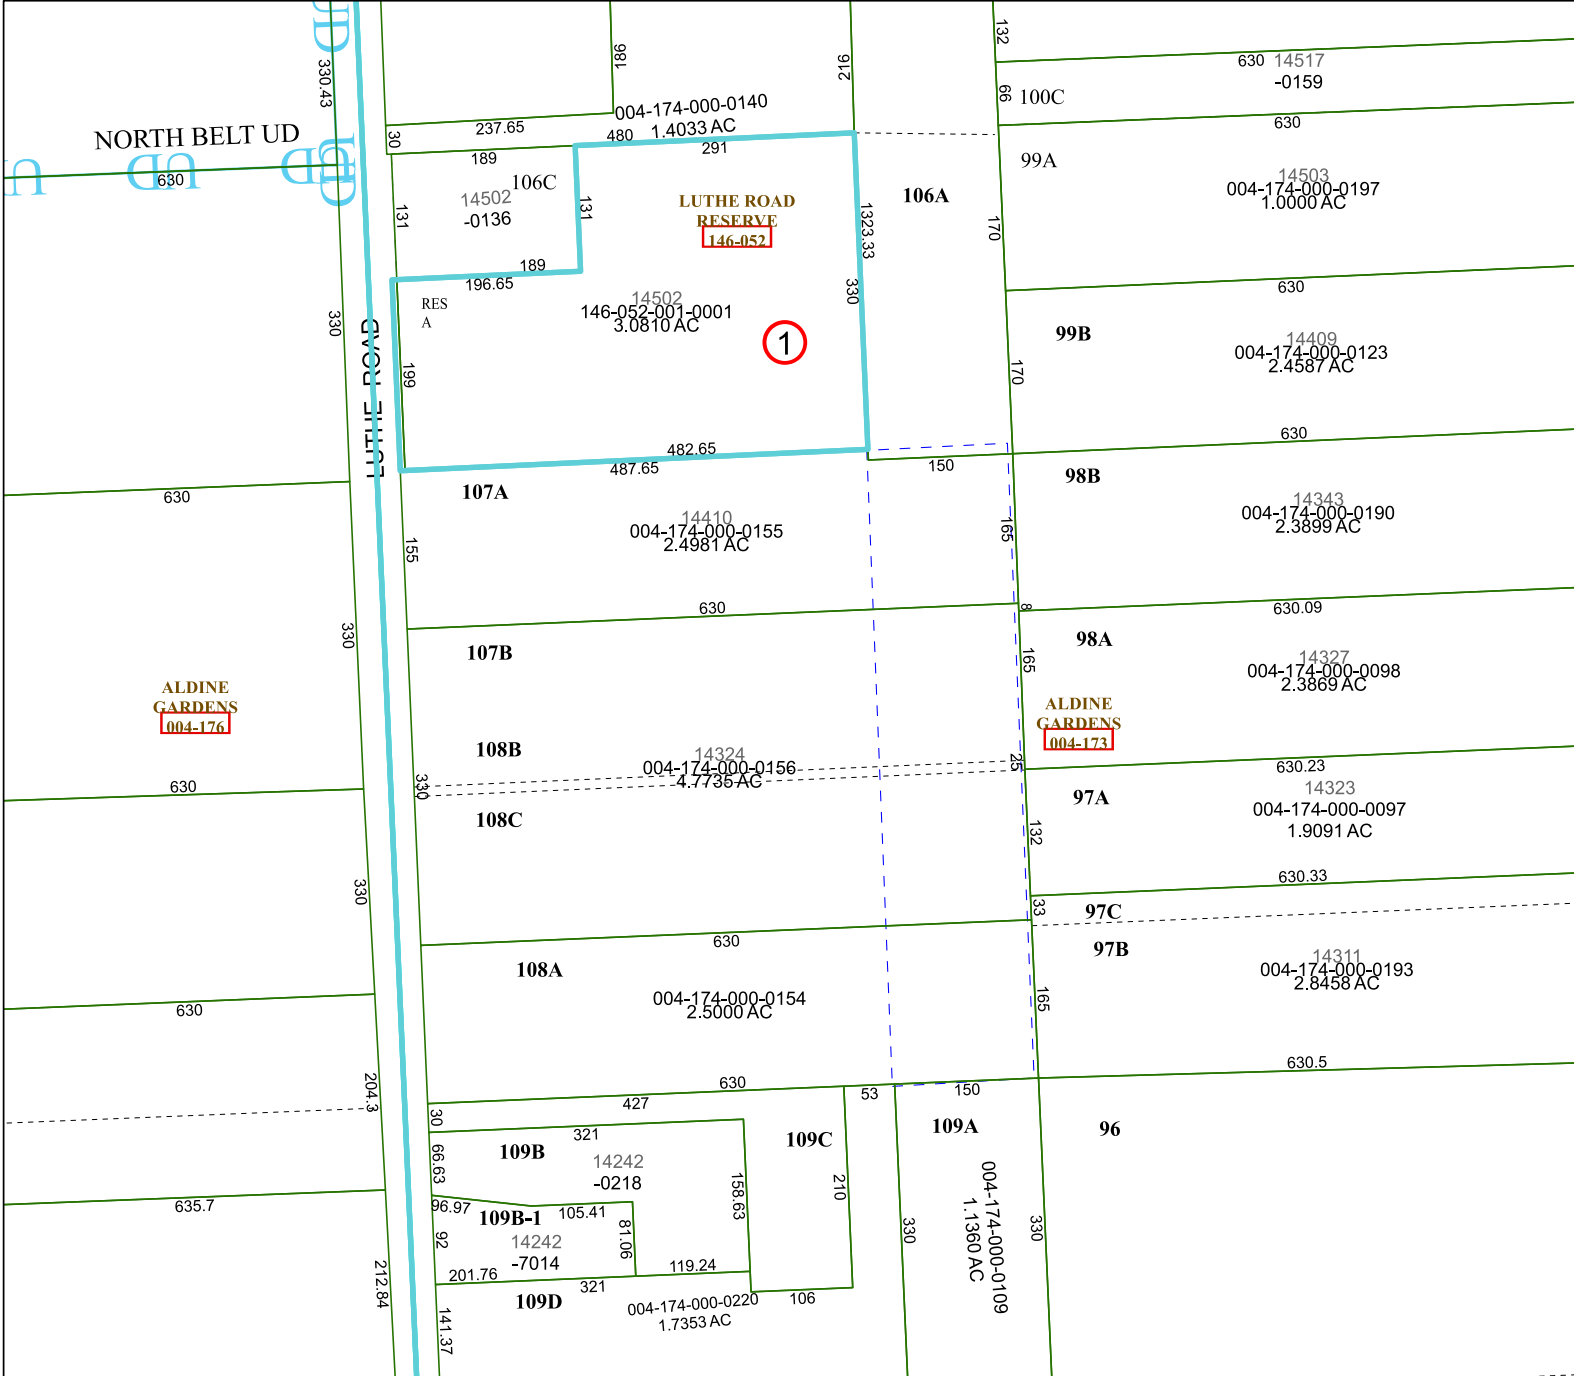 UD
330.43
186
216
132
630
14517
-0159
66
100C
NORTH BELT UD
004-174-000-0140
1.4033 AC
30
237.65
480
291
189
630
UD
UD
UD
U
630
99A
14503
004-174-000-0197
1.0000 AC
106C
14502
-0136
131
131
LUTHE ROAD
RESERVE
146-052
106A
1323.33
170
189
196.65
RES
A
14502
146-052-001-0001
3.0810 AC
1
330
330
630
99B
14409
004-174-000-0123
2.4587 AC
LUTHE ROAD
199
170
482.65
487.65
150
630
630
107A
98B
14410
004-174-000-0155
2.4981 AC
14343
004-174-000-0190
2.3899 AC
155
165
630
8
630.09
330
107B
98A
165
14327
004-174-000-0098
2.3869 AC
ALDINE
GARDENS
004-176
ALDINE
GARDENS
004-173
108B
14324
004-174-000-0156
4.7735 AC
25
630.23
630
330
108C
97A
14323
004-174-000-0097
1.9091 AC
132
330
630.33
33
97C
630
97B
108A
14311
004-174-000-0193
2.8458 AC
004-174-000-0154
2.5000 AC
165
630
630.5
630
204.3
427
53
150
30
321
109B
109C
109A
96
14242
-0218
66.63
158.63
210
004-174-000-0109
1.1360 AC
635.7
96.97
109B-1
105.41
81.06
92
14242
-7014
330
330
212.84
201.76
321
119.24
109D
004-174-000-0220
1.7353 AC
106
141.37